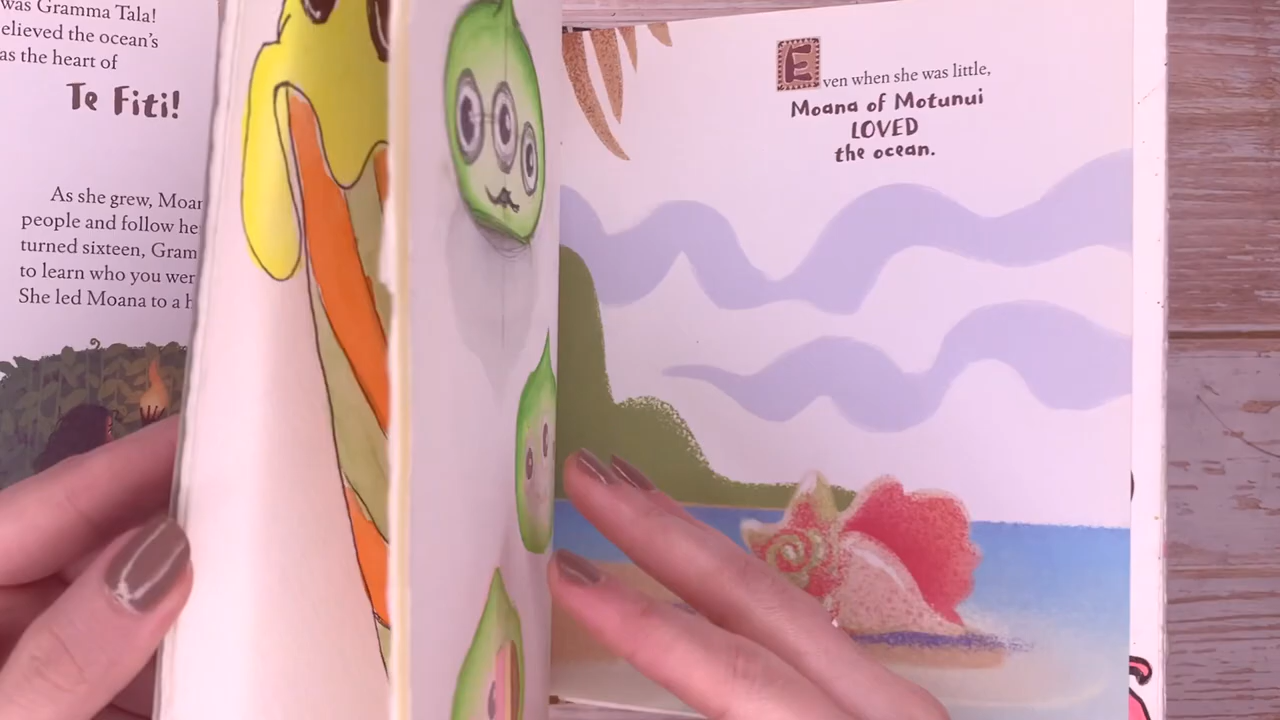 was Gramma Tala!
elieved the ocean's
as the heart of
Te Fiti!
As she grew, Moan
people and follow he
turned sixteen, Gram
to learn who you wer
She led Moana to a h
Even when she was little,
Moana of Motunui
LOVED
the ocean.